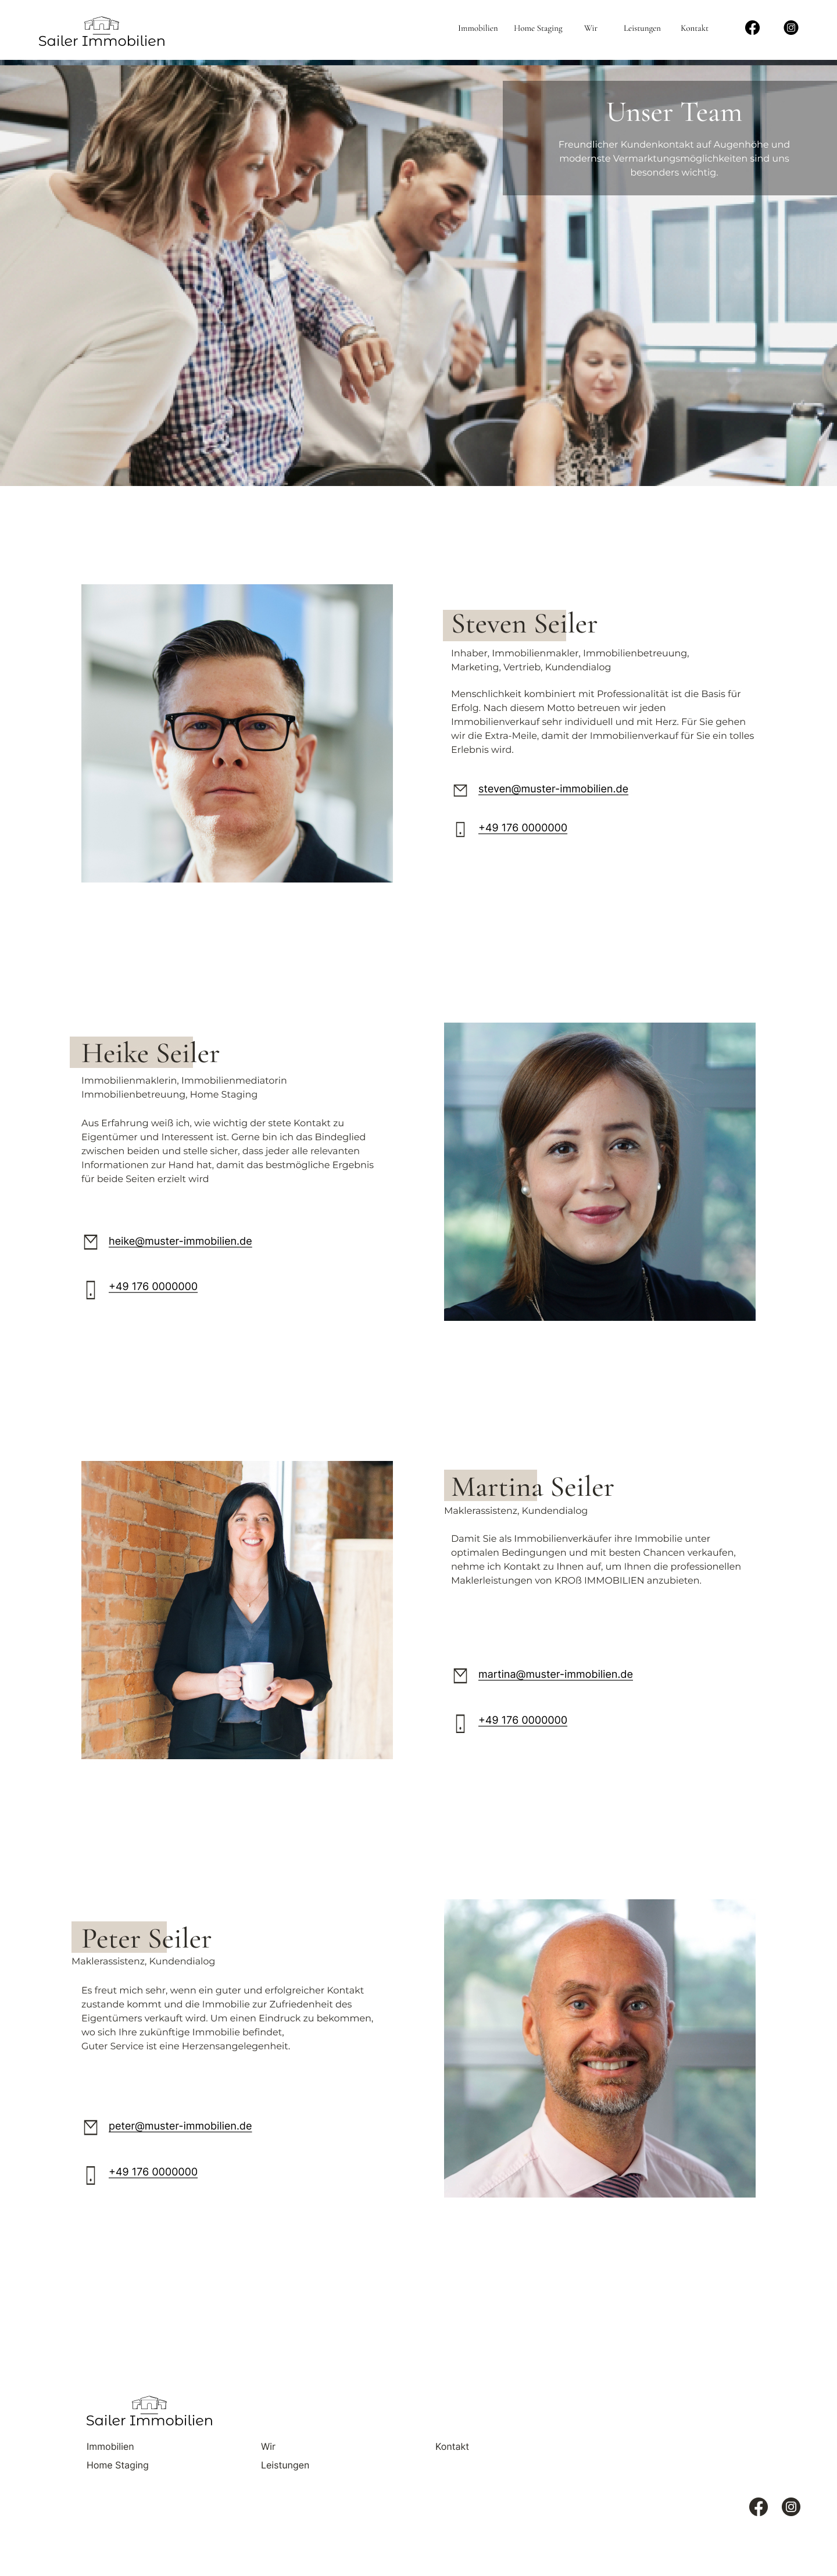 Sailer Immobilien
Immobilien Home Staging Wir Leistungen Kontakt
Unser Team
Freundlicher Kundenkontakt auf Augenhöhe und
modernste Vermarktungsmöglichkeiten sind uns
besonders wichtig.
Steven Seiler
Inhaber, Immobilienmakler, Immobilienbetreuung,
Marketing, Vertrieb, Kundendialog
Menschlichkeit kombiniert mit Professionalität ist die Basis für
Erfolg. Nach diesem Motto betreuen wir jeden
Immobilienverkauf sehr individuell und mit Herz. Für Sie gehen
wir die Extra-Meile, damit der Immobilienverkauf für Sie ein tolles
Erlebnis wird.
steven@muster-immobilien.de
+49 176 0000000
Heike Seiler
Immobilienmaklerin, Immobilienmediatorin
Immobilienbetreuung, Home Staging
Aus Erfahrung weiß ich, wie wichtig der stete Kontakt zu
Eigentümer und Interessent ist. Gerne bin ich das Bindeglied
zwischen beiden und stelle sicher, dass jeder alle relevanten
Informationen zur Hand hat, damit das bestmögliche Ergebnis
für beide Seiten erzielt wird
heike@muster-immobilien.de
+49 176 0000000
Martina Seiler
Maklerassistenz, Kundendialog
Damit Sie als Immobilienverkäufer ihre Immobilie unter
optimalen Bedingungen und mit besten Chancen verkaufen,
nehme ich Kontakt zu Ihnen auf, um Ihnen die professionellen
Maklerleistungen von KROß IMMOBILIEN anzubieten.
martina@muster-immobilien.de
+49 176 0000000
Peter Seiler
Maklerassistenz, Kundendialog
Es freut mich sehr, wenn ein guter und erfolgreicher Kontakt
zustande kommt und die Immobilie zur Zufriedenheit des
Eigentümers verkauft wird. Um einen Eindruck zu bekommen,
wo sich Ihre zukünftige Immobilie befindet,
Guter Service ist eine Herzensangelegenheit.
peter@muster-immobilien.de
+49 176 0000000
Sailer Immobilien
Immobilien Wir Kontakt
Home Staging Leistungen